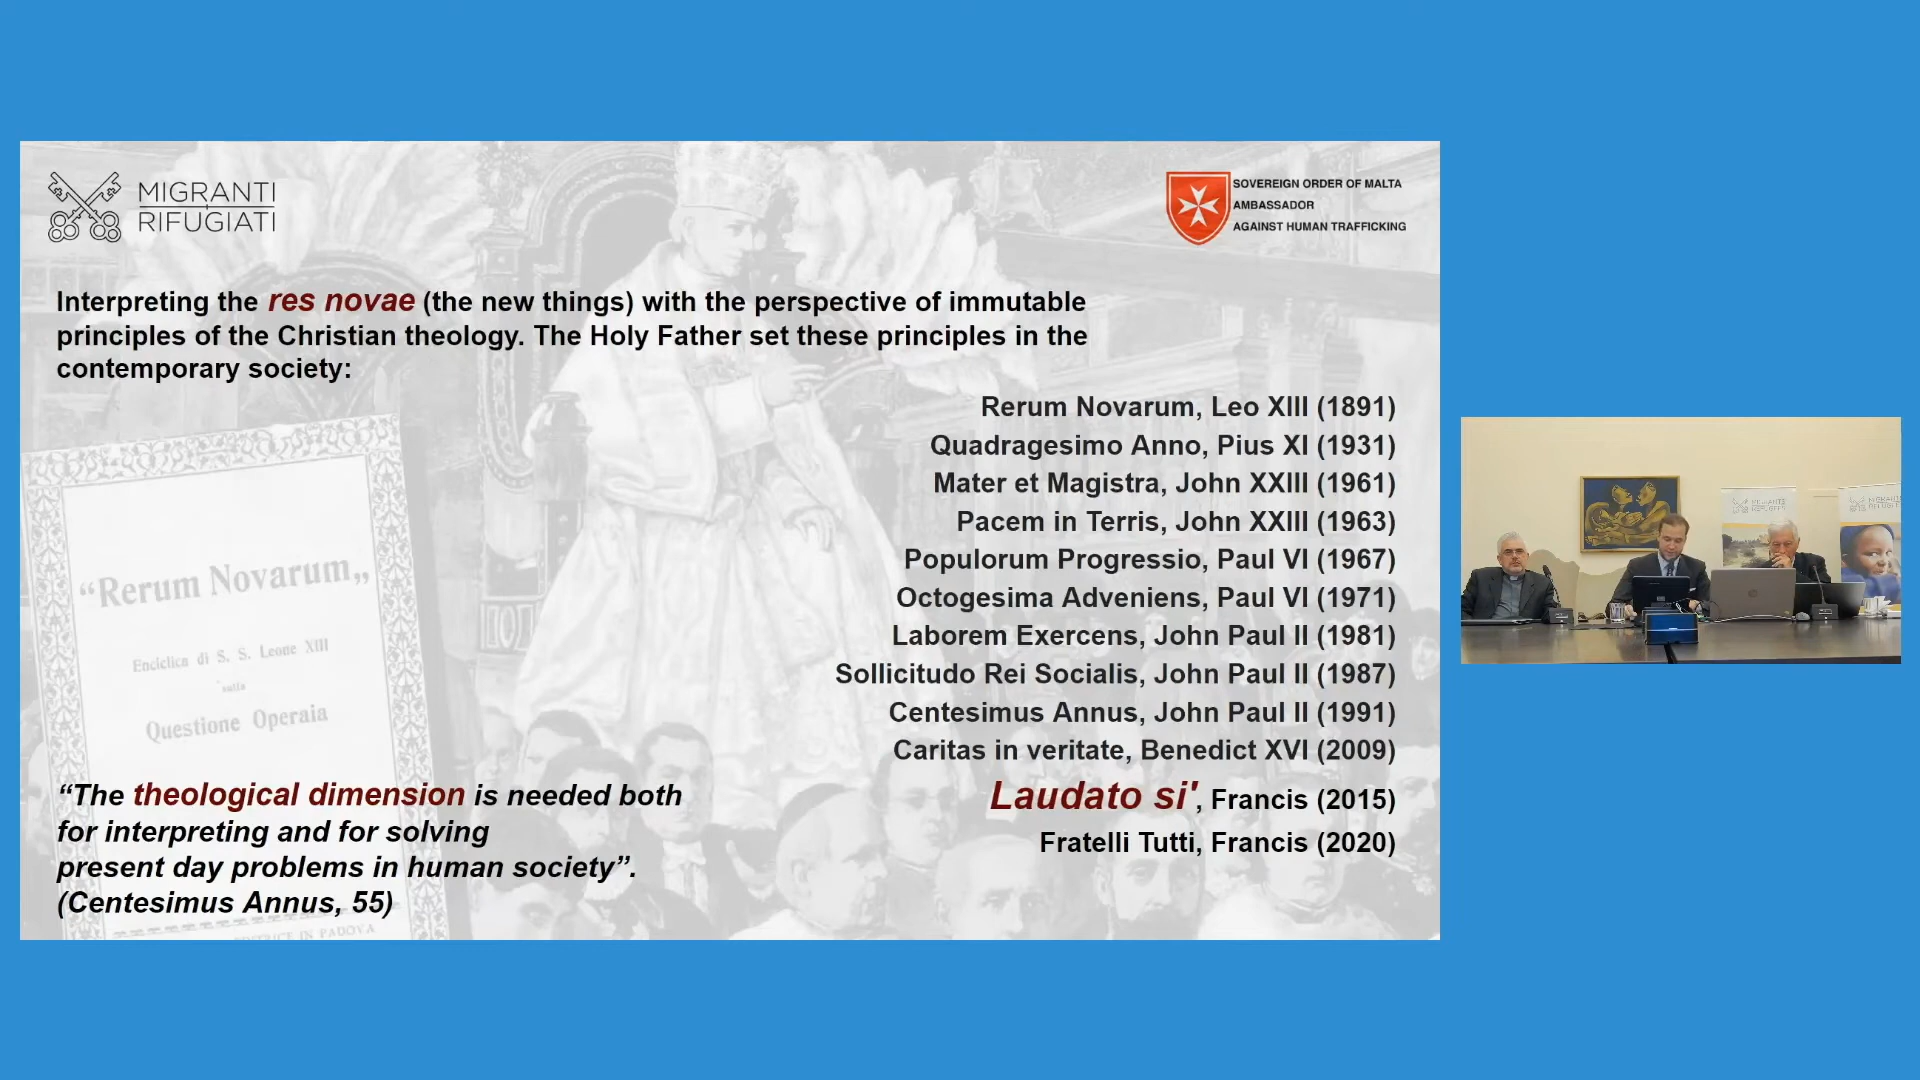 MIGRANTI
RIFUGIATI
SOVEREIGN ORDER OF MALTA
AMBASSADOR
AGAINST HUMAN TRAFFICKING
Interpreting the res novae (the new things) with the perspective of immutable
principles of the Christian theology. The Holy Father set these principles in the
contemporary society:
Rerum Novarum, Leo XIII (1891)
Quadragesimo Anno, Pius XI (1931)
Mater et Magistra, John XXIII (1961)
Pacem in Terris, John XXIII (1963)
Populorum Progressio, Paul VI (1967)
Octogesima Adveniens, Paul VI (1971)
Laborem Exercens, John Paul II (1981)
Sollicitudo Rei Socialis, John Paul II (1987)
Centesimus Annus, John Paul II (1991)
Caritas in veritate, Benedict XVI (2009)
Laudato si', Francis (2015)
Fratelli Tutti, Francis (2020)
“Rerum Novarum„
Enciclica di S. S. Leone XIII
sulla
Questione Operaia
“The theological dimension is needed both
for interpreting and for solving
present day problems in human society”.
(Centesimus Annus, 55)
IN PADOVA
MIGRANTI
RIFUGIATI